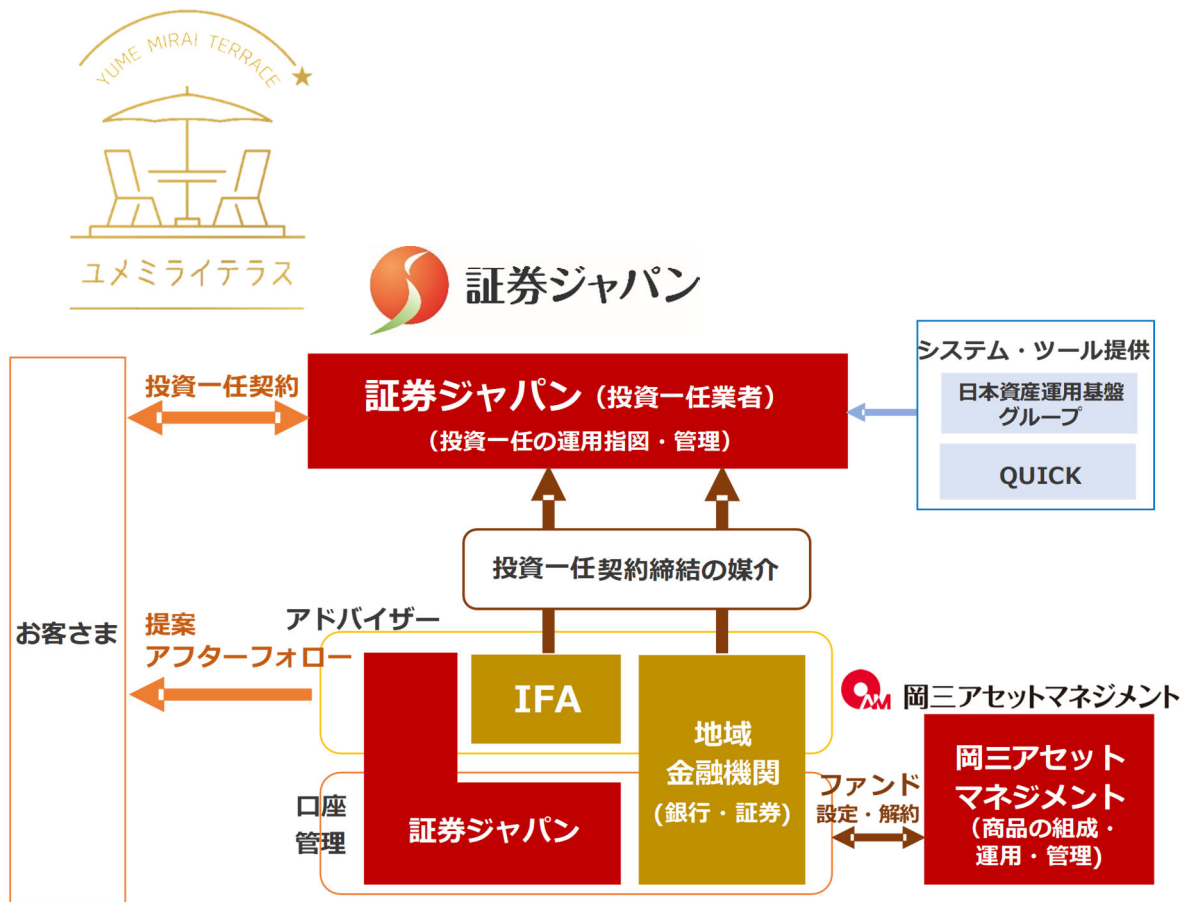 YUME MIRAI TERRACE
ユメミライテラス
証券ジャパン
システム・ツール提供
日本資産運用基盤
グループ
QUICK
投資一任契約
証券ジャパン（投資一任業者）
（投資一任の運用指図・管理）
投資一任契約締結の媒介
お客さま
提案
アフターフォロー
アドバイザー
IFA
地域
金融機関
(銀行・証券)
口座
管理
証券ジャパン
ファンド
設定・解約
AM
岡三アセットマネジメント
岡三アセット
マネジメント
（商品の組成・
運用・管理)